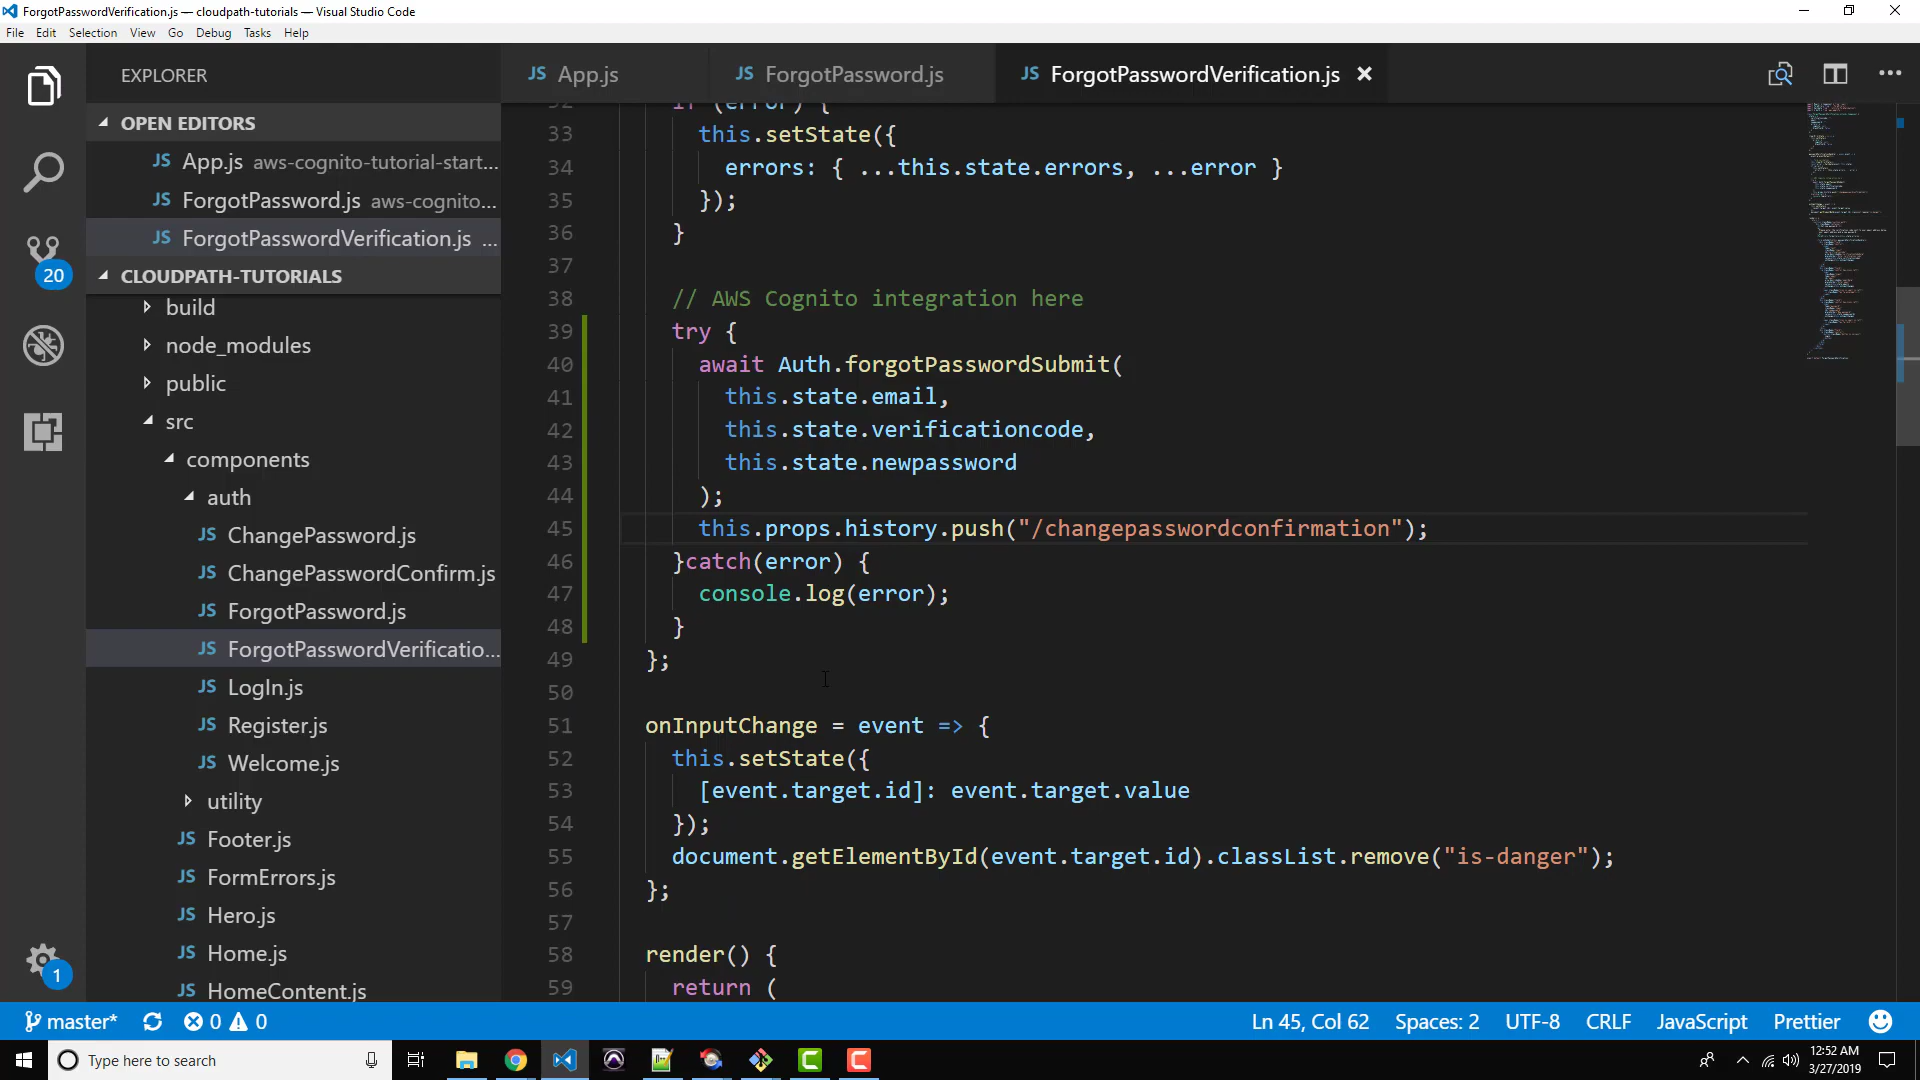 ForgotPasswordVerification.js — cloudpath-tutorials — Visual Studio Code
File Edit Selection View Go Debug Tasks Help
EXPLORER
JS App.js
JS ForgotPassword.js
JS ForgotPasswordVerification.js
OPEN EDITORS
JS App.js aws-cognito-tutorial-start...
JS ForgotPassword.js aws-cognito...
JS ForgotPasswordVerification.js ...
20
CLOUDPATH-TUTORIALS
build
node_modules
public
src
components
auth
JS ChangePassword.js
JS ChangePasswordConfirm.js
JS ForgotPassword.js
JS ForgotPasswordVerificatio...
JS LogIn.js
JS Register.js
JS Welcome.js
utility
JS Footer.js
JS FormErrors.js
JS Hero.js
JS Home.js
JS HomeContent.js
1
32 if (error) {
33 this.setState({
34 errors: { ...this.state.errors, ...error }
35 });
36 }
37
38 // AWS Cognito integration here
39 try {
40 await Auth.forgotPasswordSubmit(
41 this.state.email,
42 this.state.verificationcode,
43 this.state.newpassword
44 );
45 this.props.history.push("/changepasswordconfirmation");
46 }catch(error) {
47 console.log(error);
48 }
49 };
50
51 onInputChange = event => {
52 this.setState({
53 [event.target.id]: event.target.value
54 });
55 document.getElementById(event.target.id).classList.remove("is-danger");
56 };
57
58 render() {
59 return (
master* 0 0 Ln 45, Col 62 Spaces: 2 UTF-8 CRLF JavaScript Prettier
Type here to search
12:52 AM
3/27/2019